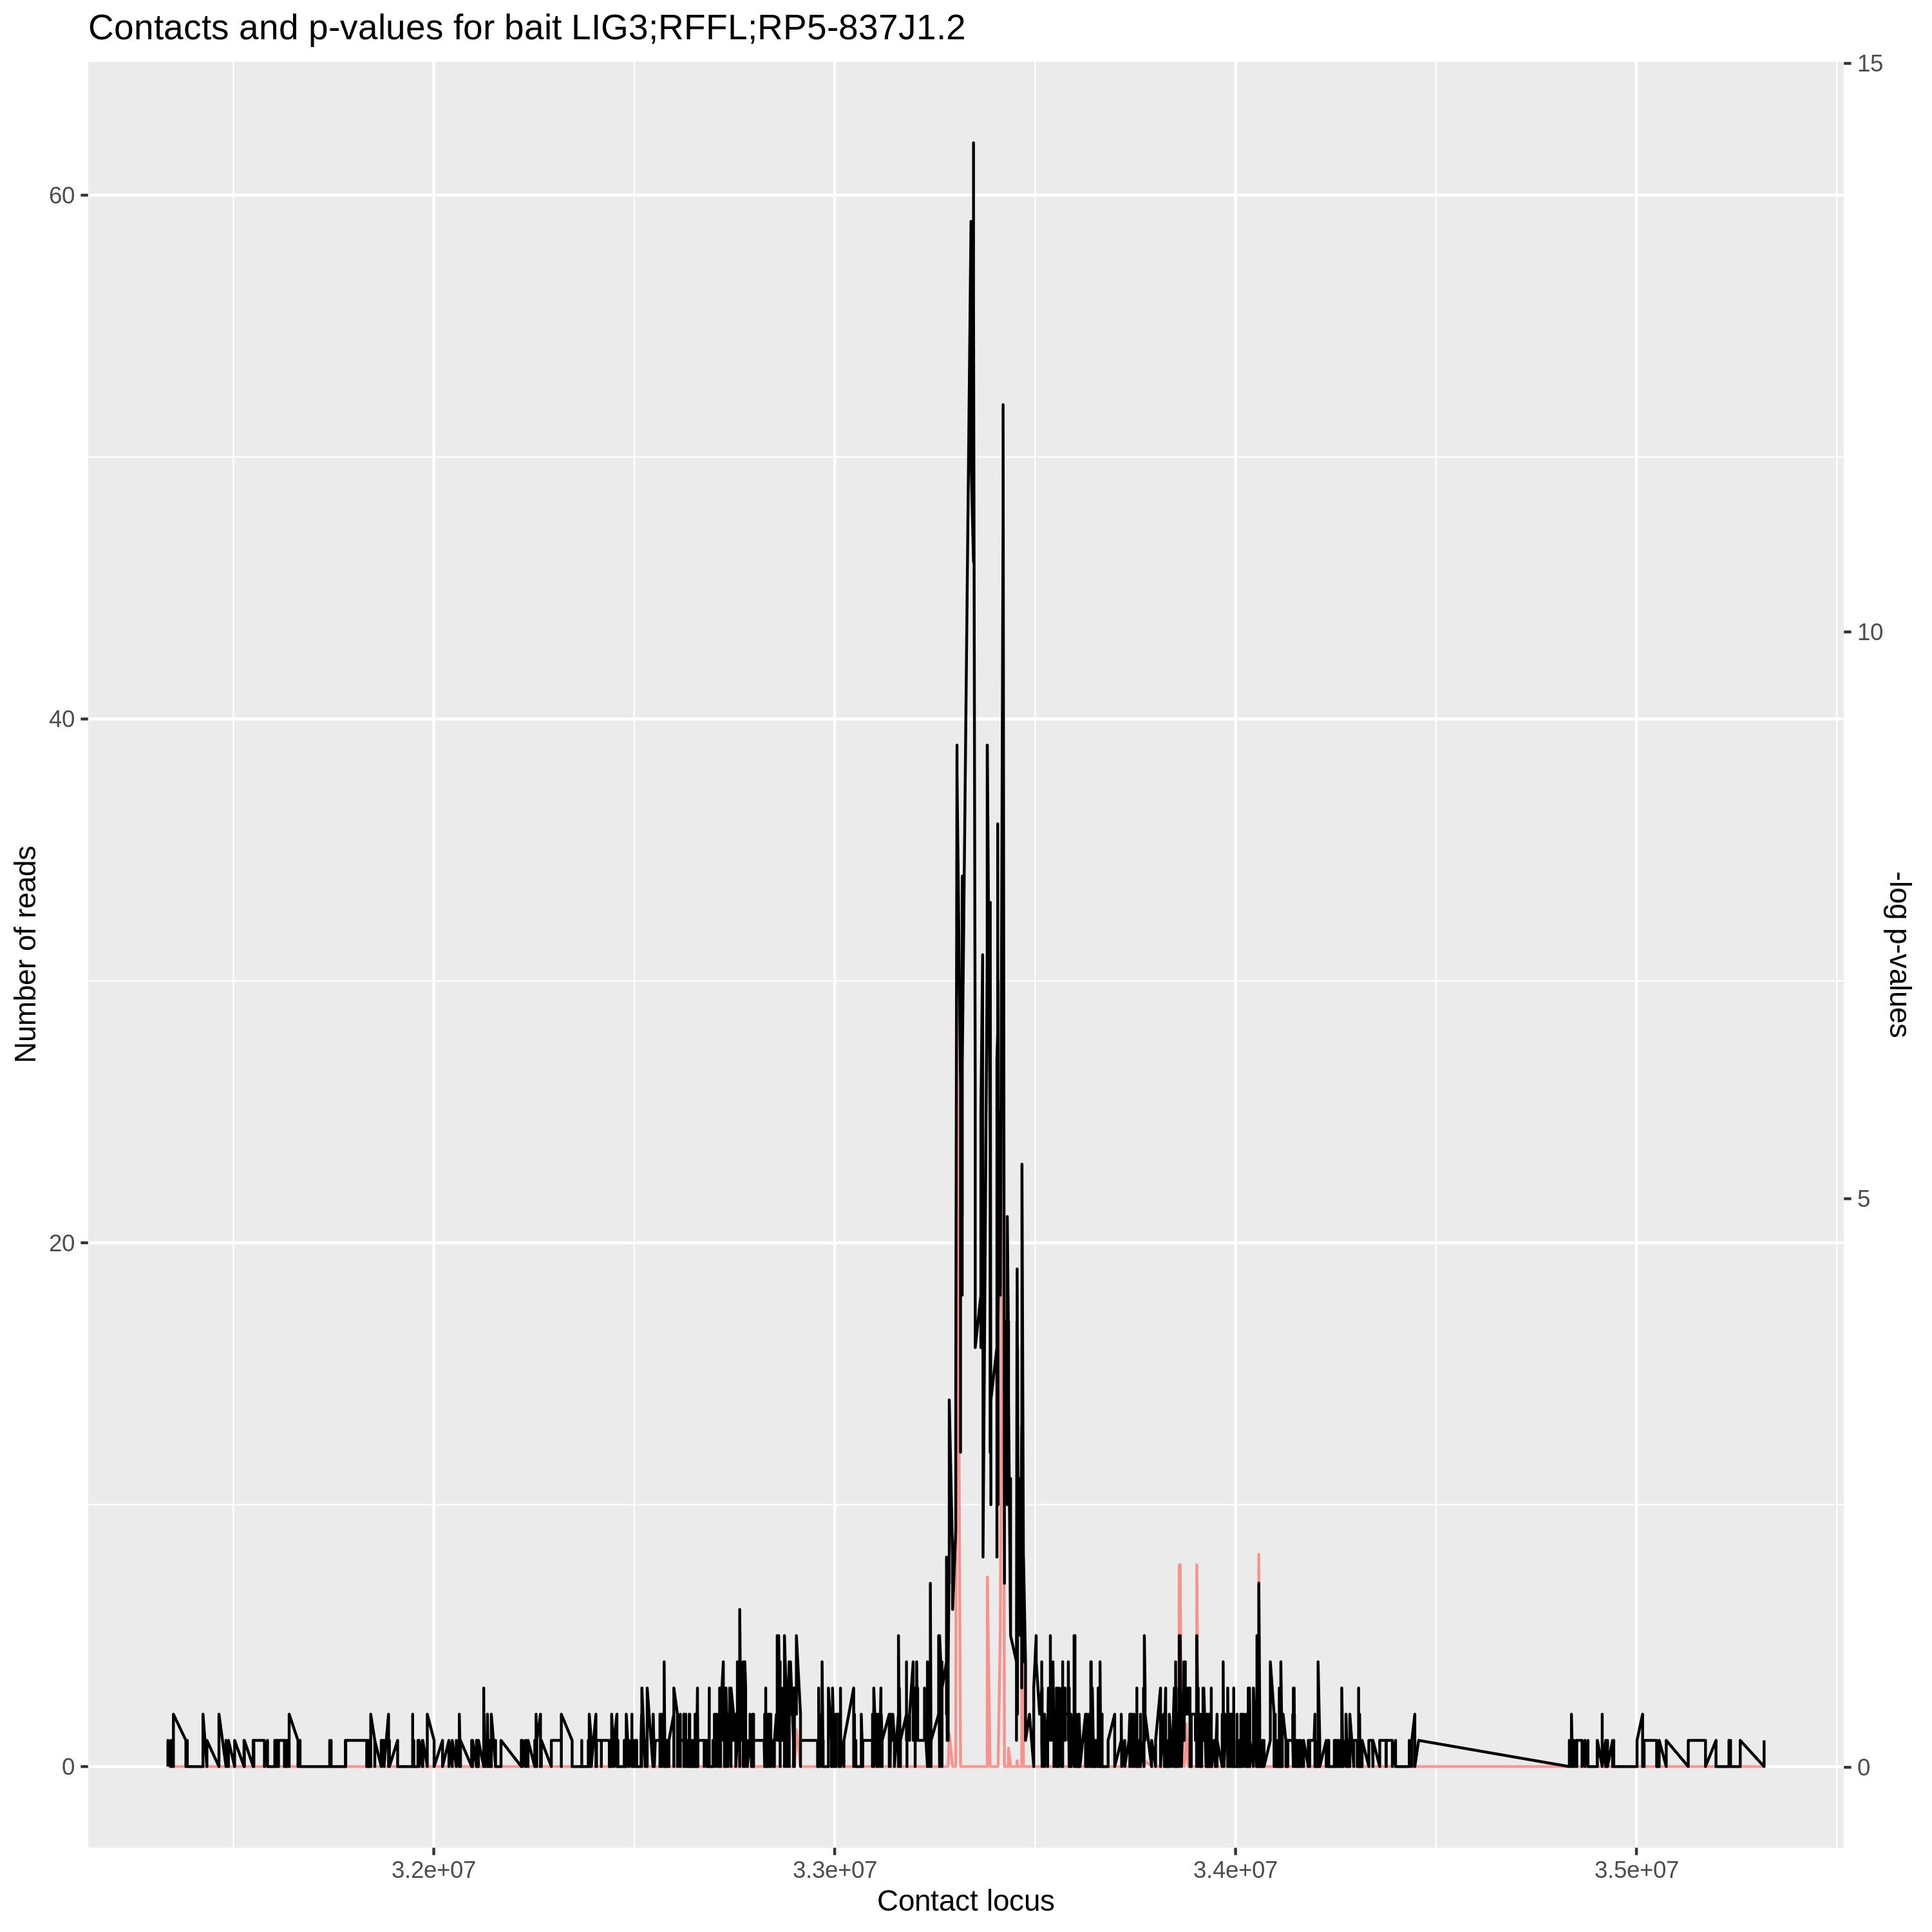 Contacts and p-values for bait LIG3;RFFL;RP5-837J1.2
15
60
10
40
Number of reads
-log p-values
5
20
0
0
3.2e+07
3.3e+07
3.4e+07
3.5e+07
Contact locus